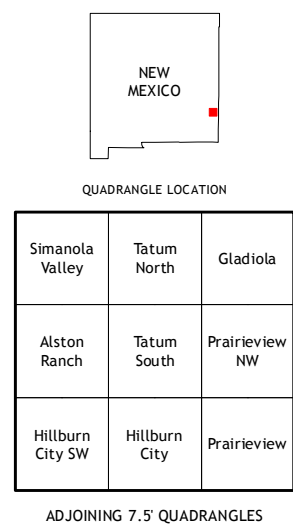 NEW
MEXICO
QUADRANGLE LOCATION
Simanola
Valley
Tatum
North
Gladiola
Alston
Ranch
Tatum
South
Prairieview
NW
Hillburn
City SW
Hillburn
City
Prairieview
ADJOINING 7.5' QUADRANGLES